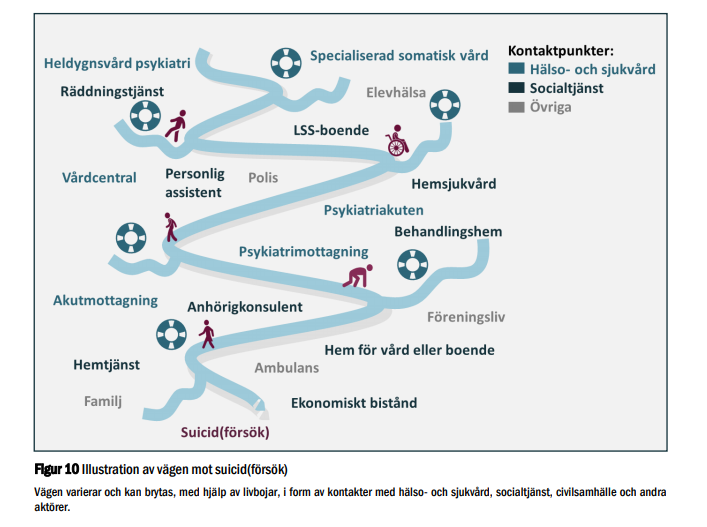 Heldygnsvård psykiatri
Specialiserad somatisk vård
Kontaktpunkter:
Hälso- och sjukvård
Socialtjänst
Övriga
Räddningstjänst
Elevhälsa
LSS-boende
Vårdcentral
Personlig
assistent
Polis
Hemsjukvård
Psykiatriakuten
Behandlingshem
Psykiatrimottagning
Akutmottagning
Anhörigkonsulent
Föreningsliv
Hem för vård eller boende
Hemtjänst
Ambulans
Familj
Ekonomiskt bistånd
Suicid(försök)
Figur 10 Illustration av vägen mot suicid(försök)
Vägen varierar och kan brytas, med hjälp av livbojar, i form av kontakter med hälso- och sjukvård, socialtjänst, civilsamhälle och andra
aktörer.